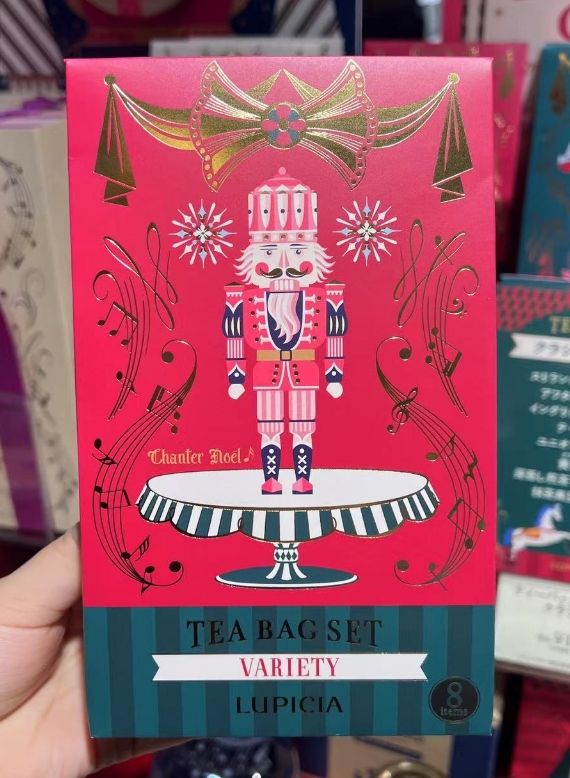 Chanter Noël
TEA BAG SET
VARIETY
LUPICIA
8
items